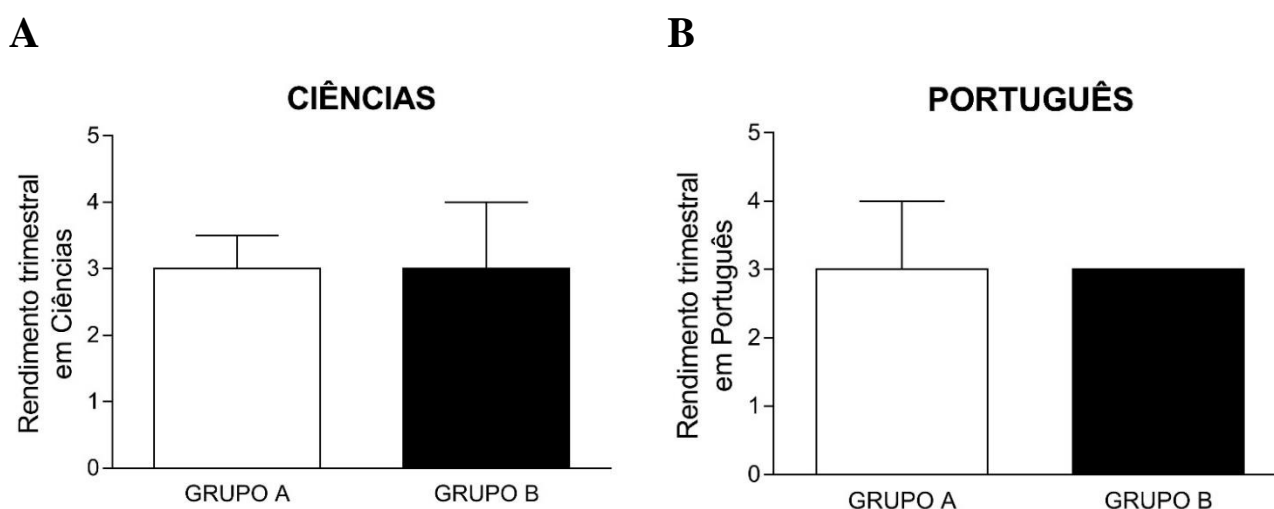 A
CIÊNCIAS
Rendimento trimestral
em Ciências
5
4
3
2
1
0
GRUPO A
GRUPO B
B
PORTUGUÊS
Rendimento trimestral
em Português
5
4
3
2
1
0
GRUPO A
GRUPO B